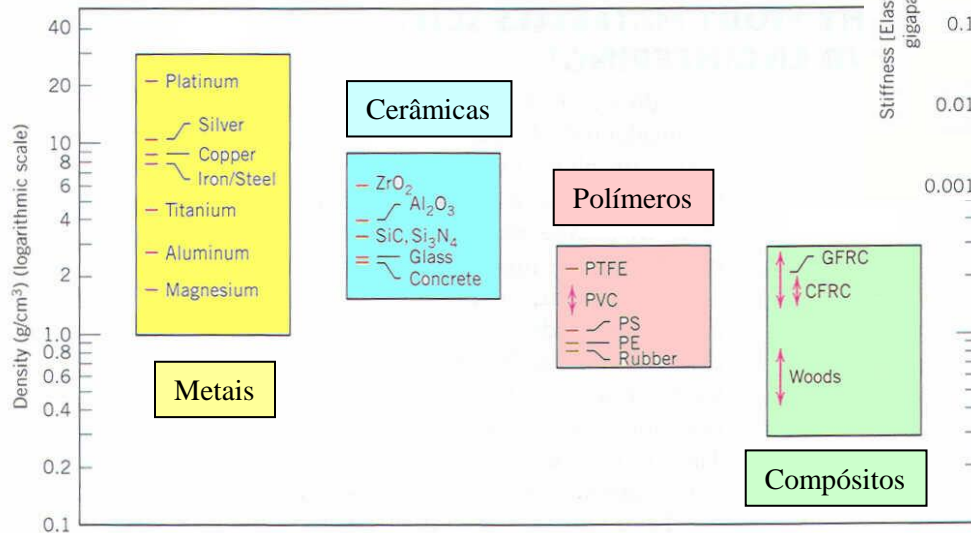 Density (g/cm³) (logarithmic scale)
40
20
10
8
6
4
2
1.0
0.8
0.6
0.4
0.2
0.1
Platinum
Silver
Copper
Iron/Steel
Titanium
Aluminum
Magnesium
Metais
Cerâmicas
ZrO₂
Al₂O₃
SiC, Si₃N₄
Glass
Concrete
Polímeros
PTFE
PVC
PS
PE
Rubber
GFRC
CFRC
Woods
Compósitos
Stiffness [Elas
0.1
0.01
0.001